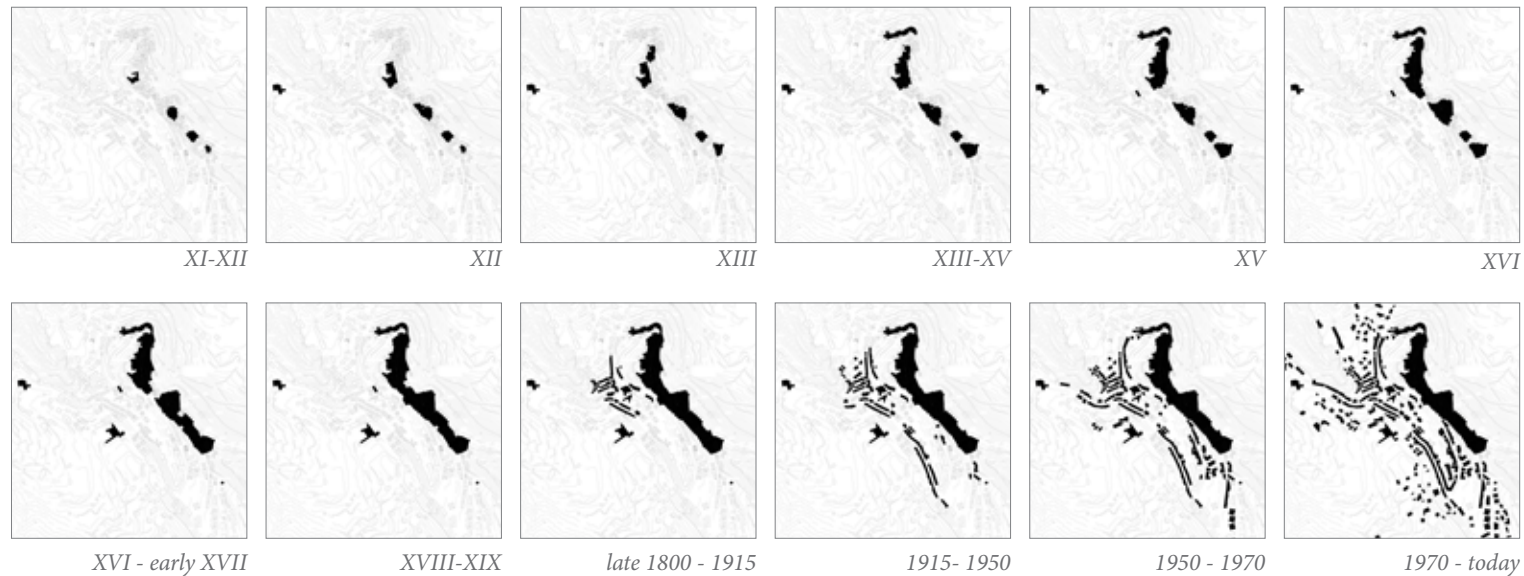 XI-XII
XII
XIII
XIII-XV
XV
XVI
XVI - early XVII
XVIII-XIX
late 1800 - 1915
1915- 1950
1950 - 1970
1970 - today